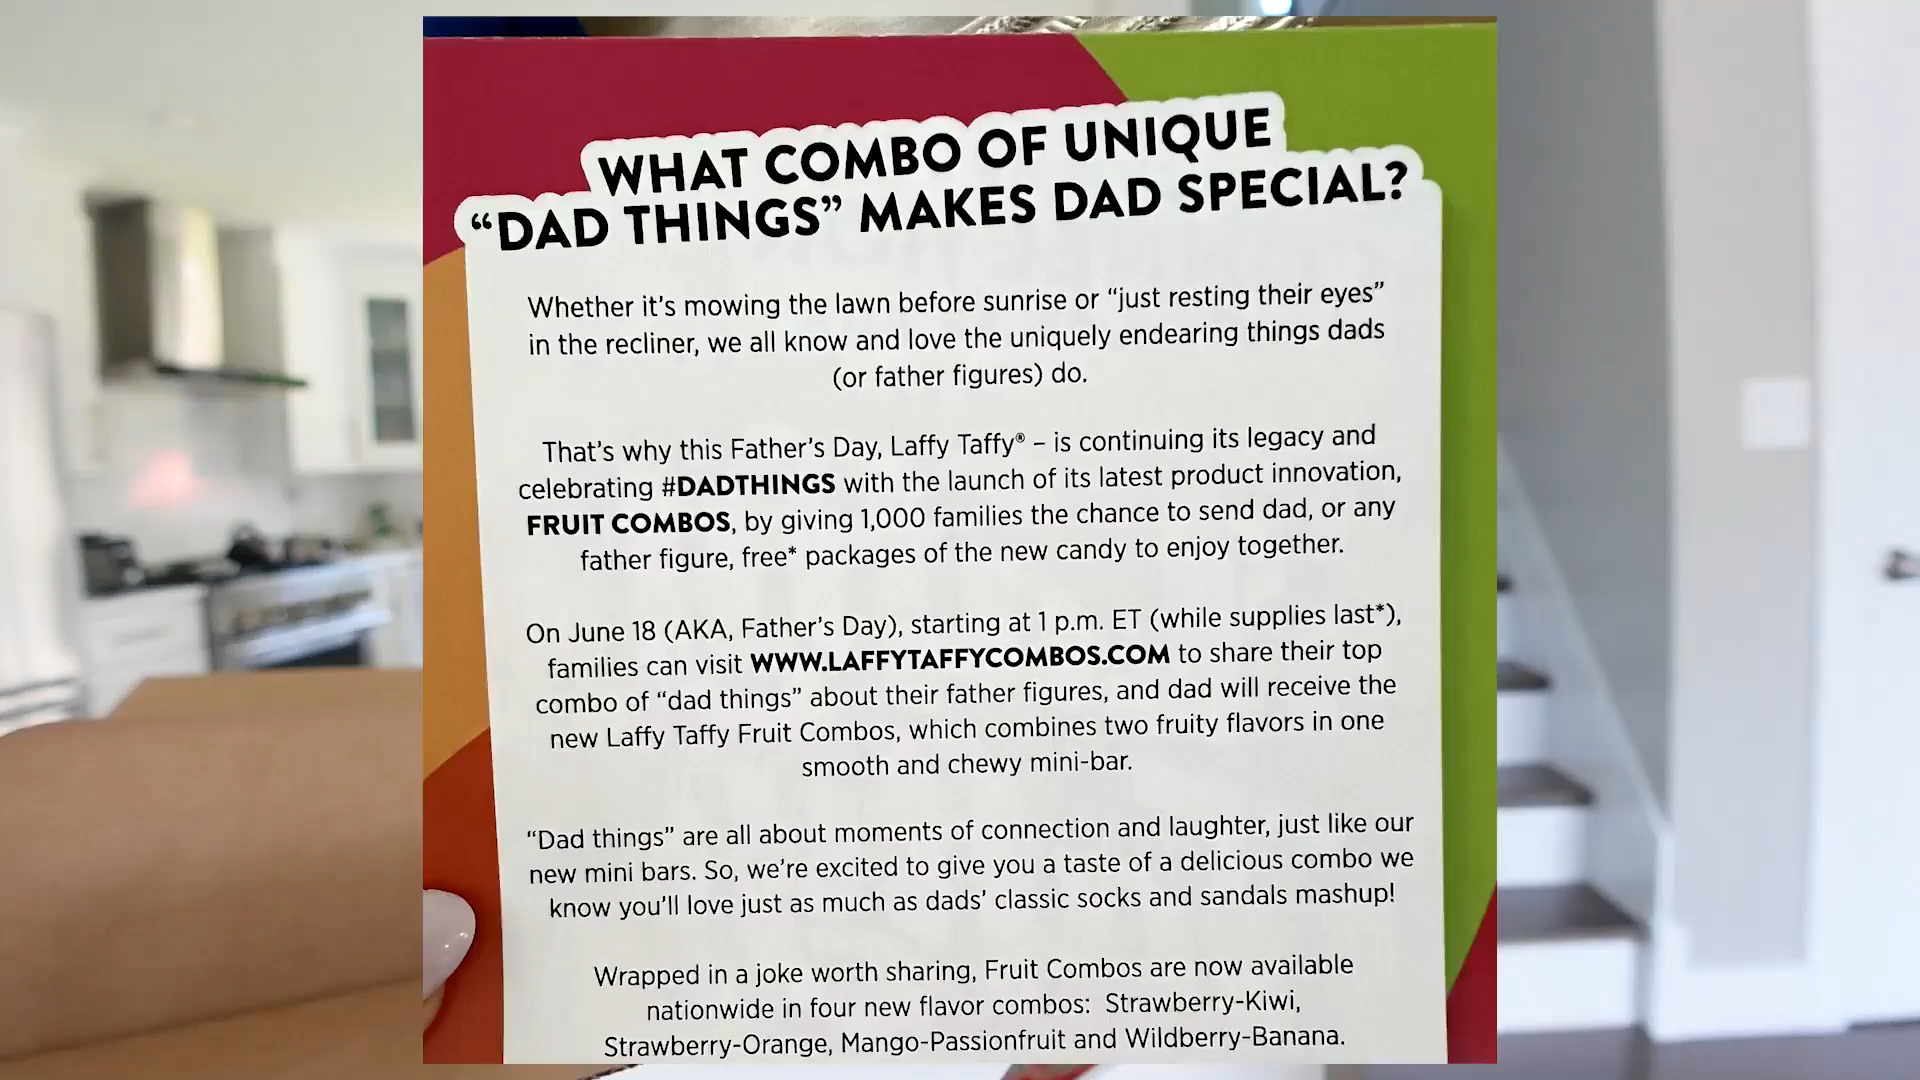 WHAT COMBO OF UNIQUE
“DAD THINGS” MAKES DAD SPECIAL?
Whether it’s mowing the lawn before sunrise or “just resting their eyes”
in the recliner, we all know and love the uniquely endearing things dads
(or father figures) do.
That’s why this Father’s Day, Laffy Taffy® – is continuing its legacy and
celebrating #DADTHINGS with the launch of its latest product innovation,
FRUIT COMBOS, by giving 1,000 families the chance to send dad, or any
father figure, free* packages of the new candy to enjoy together.
On June 18 (AKA, Father’s Day), starting at 1 p.m. ET (while supplies last*),
families can visit WWW.LAFFYTAFFYCOMBOS.COM to share their top
combo of “dad things” about their father figures, and dad will receive the
new Laffy Taffy Fruit Combos, which combines two fruity flavors in one
smooth and chewy mini-bar.
“Dad things” are all about moments of connection and laughter, just like our
new mini bars. So, we’re excited to give you a taste of a delicious combo we
know you’ll love just as much as dads’ classic socks and sandals mashup!
Wrapped in a joke worth sharing, Fruit Combos are now available
nationwide in four new flavor combos: Strawberry-Kiwi,
Strawberry-Orange, Mango-Passionfruit and Wildberry-Banana.